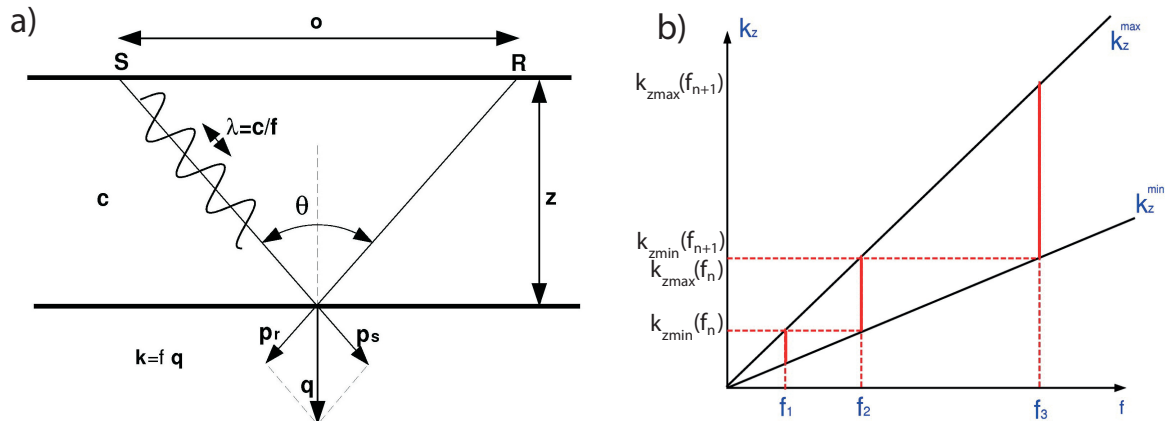 a)
o
S
R
λ=c/f
c
θ
z
p_r
p_s
k=f q
q
b)
k_z
k_z^max
k_zmax(f_n+1)
k_z^min
k_zmin(f_n+1)
k_zmax(f_n)
k_zmin(f_n)
f_1
f_2
f_3
f